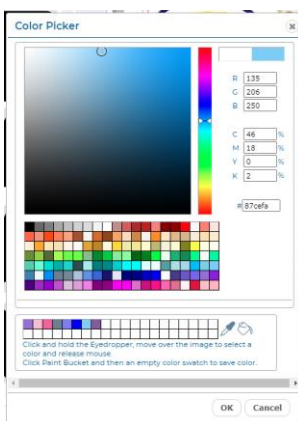 Color Picker
R 135
G 206
B 250
C 46 %
M 18 %
Y 0 %
K 2 %
# 87cefa
Click and hold the Eyedropper, move over the image to select a
color and release mouse
Click Paint Bucket and then an empty color swatch to save color.
OK Cancel